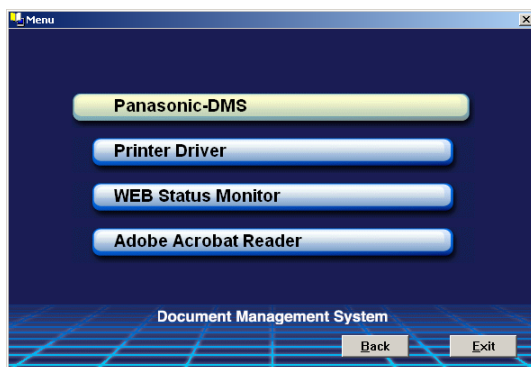 Menu
Panasonic-DMS
Printer Driver
WEB Status Monitor
Adobe Acrobat Reader
Document Management System
Back Exit